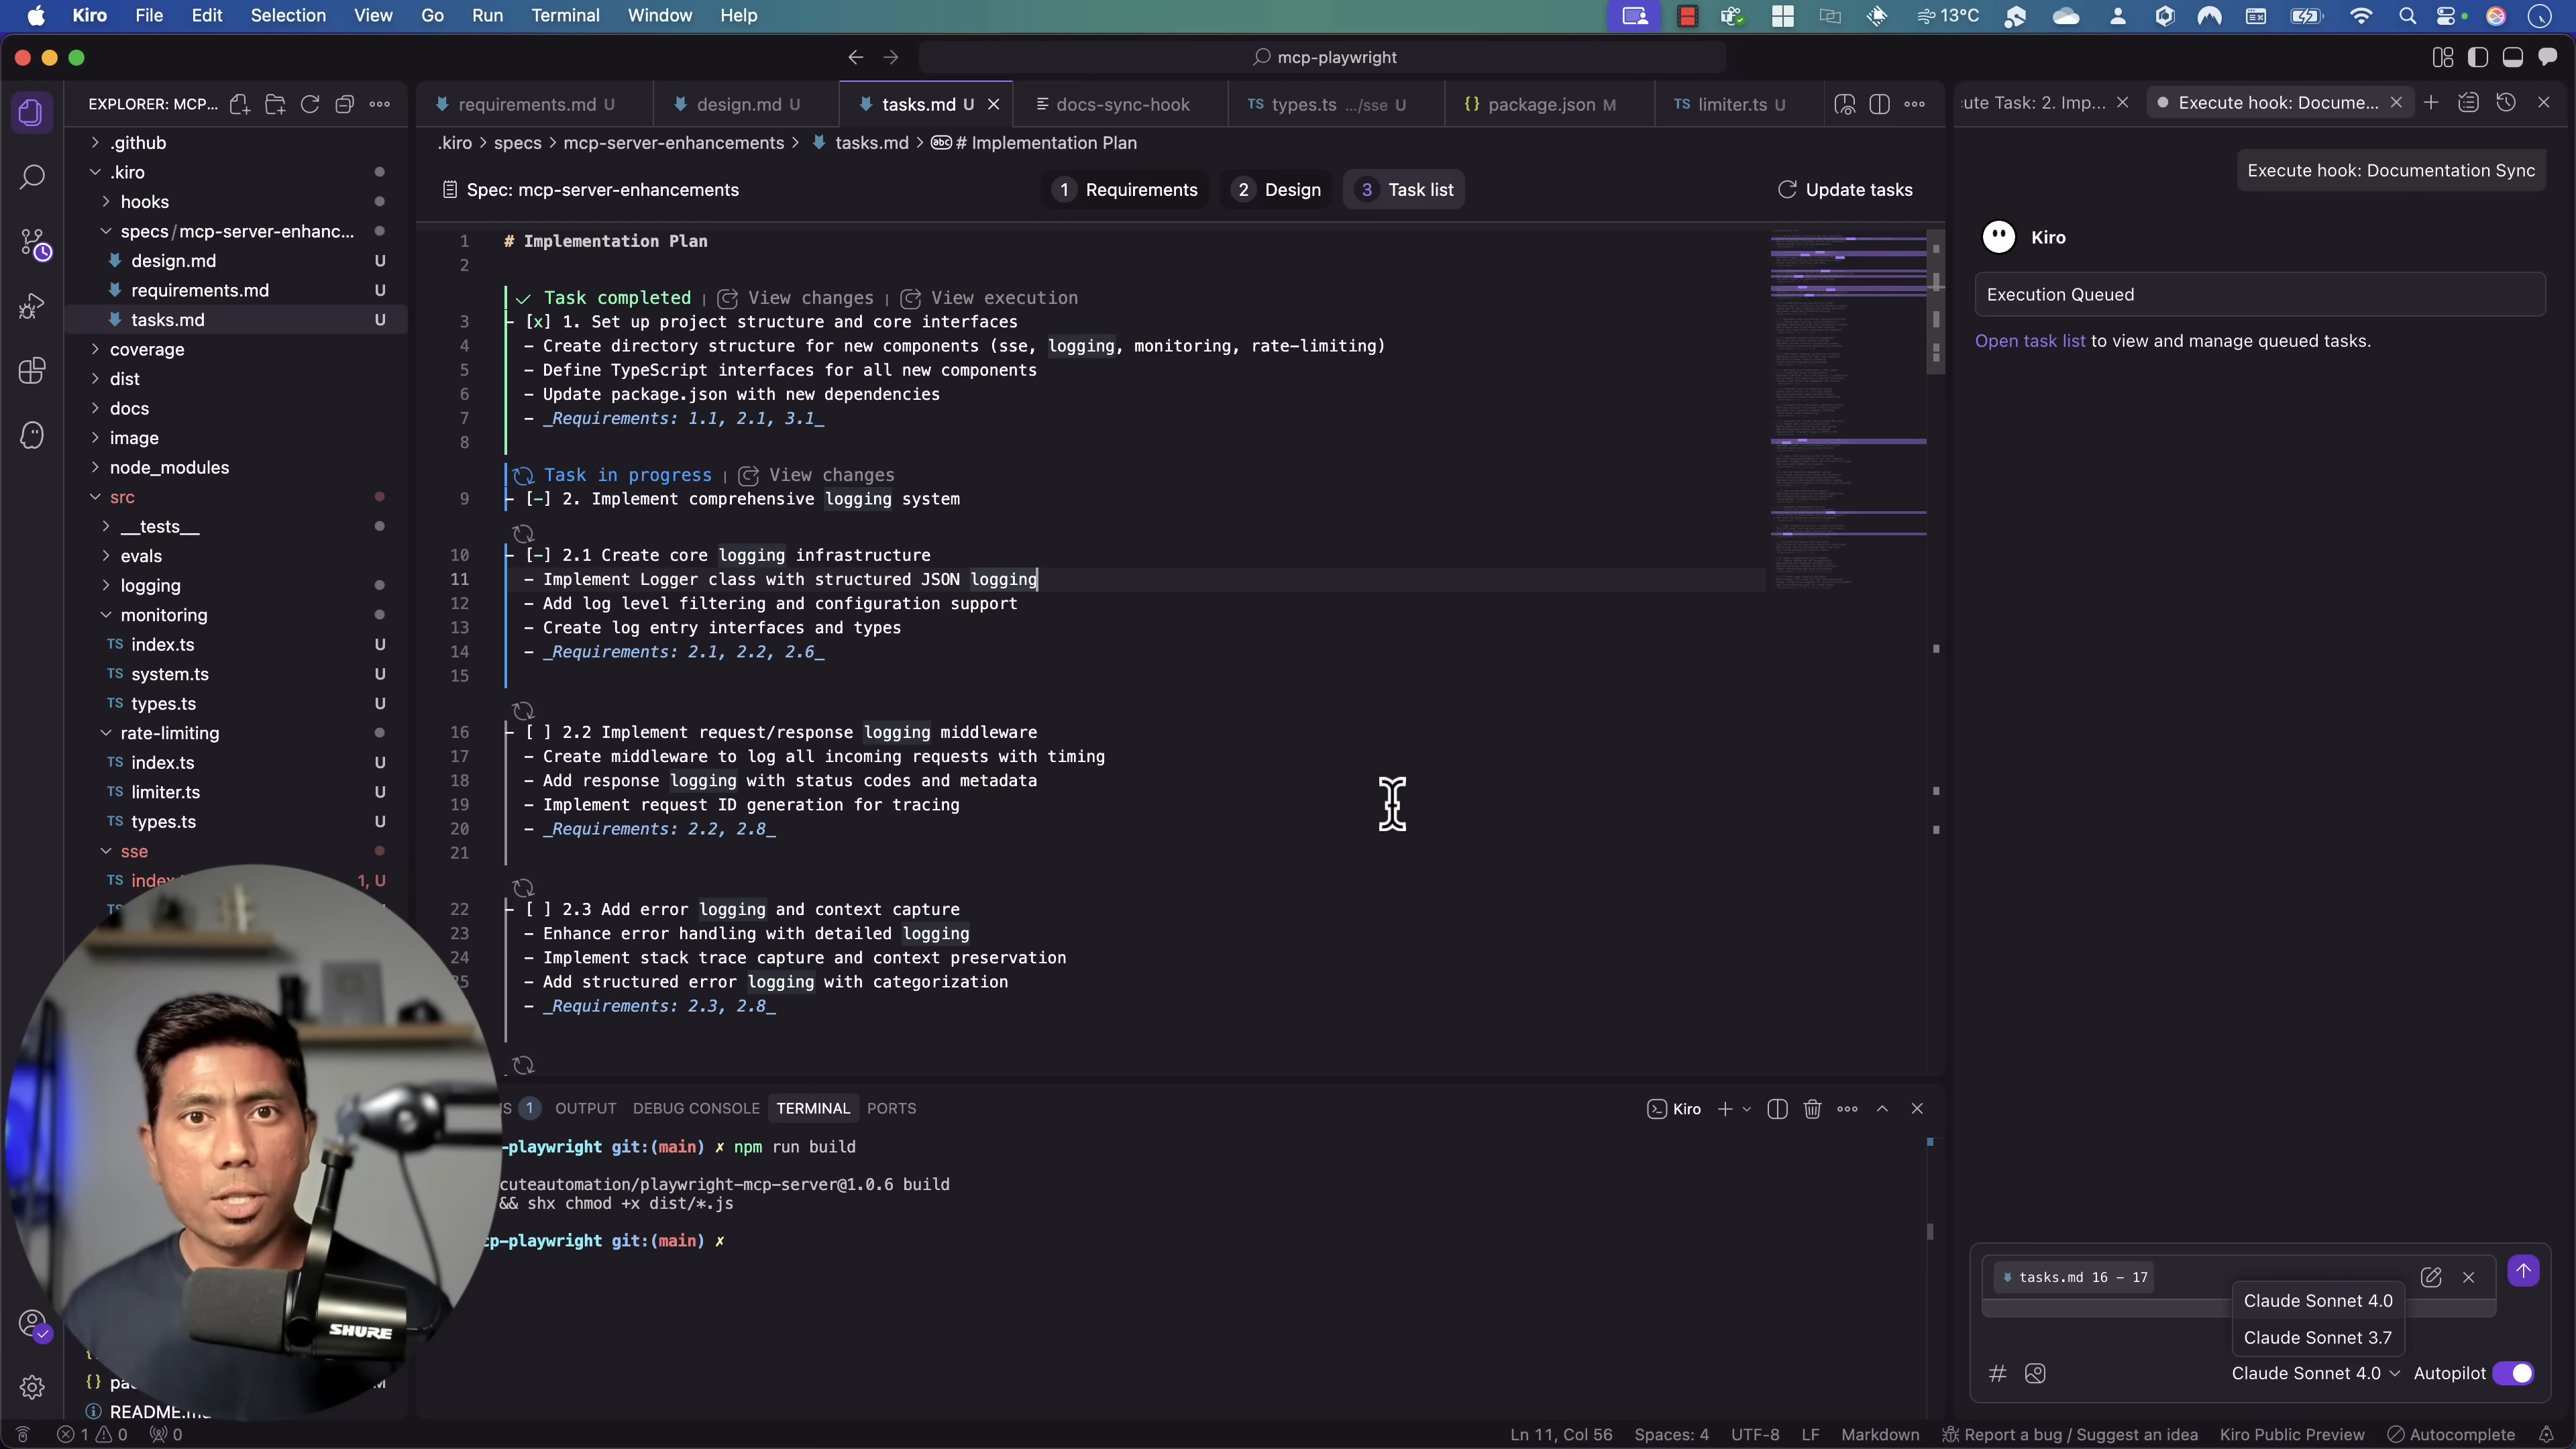 Kiro File Edit Selection View Go Run Terminal Window Help
13°C
mcp-playwright
EXPLORER: MCP...
requirements.md U
design.md U
tasks.md U
docs-sync-hook
TS types.ts .../sse U
{} package.json M
TS limiter.ts U
ute Task: 2. Imp...
Execute hook: Docume...
.kiro > specs > mcp-server-enhancements > tasks.md > abc # Implementation Plan
Spec: mcp-server-enhancements
1 Requirements
2 Design
3 Task list
Update tasks
.github
.kiro
hooks
specs/mcp-server-enhanc...
design.md U
requirements.md U
tasks.md U
coverage
dist
docs
image
node_modules
src
__tests__
evals
logging
monitoring
TS index.ts U
TS system.ts U
TS types.ts U
rate-limiting
TS index.ts U
TS limiter.ts U
TS types.ts U
sse
TS index 1, U
TS
{} pac M
README.m
1 # Implementation Plan
2
Task completed | View changes | View execution
3 - [x] 1. Set up project structure and core interfaces
4 - Create directory structure for new components (sse, logging, monitoring, rate-limiting)
5 - Define TypeScript interfaces for all new components
6 - Update package.json with new dependencies
7 - _Requirements: 1.1, 2.1, 3.1_
8
Task in progress | View changes
9 - [-] 2. Implement comprehensive logging system
10 - [-] 2.1 Create core logging infrastructure
11 - Implement Logger class with structured JSON logging
12 - Add log level filtering and configuration support
13 - Create log entry interfaces and types
14 - _Requirements: 2.1, 2.2, 2.6_
15
16 - [ ] 2.2 Implement request/response logging middleware
17 - Create middleware to log all incoming requests with timing
18 - Add response logging with status codes and metadata
19 - Implement request ID generation for tracing
20 - _Requirements: 2.2, 2.8_
21
22 - [ ] 2.3 Add error logging and context capture
23 - Enhance error handling with detailed logging
24 - Implement stack trace capture and context preservation
25 - Add structured error logging with categorization
- _Requirements: 2.3, 2.8_
S 1 OUTPUT DEBUG CONSOLE TERMINAL PORTS
Kiro
-playwright git:(main) ✗ npm run build
cuteautomation/playwright-mcp-server@1.0.6 build
&& shx chmod +x dist/*.js
cp-playwright git:(main) ✗
Execute hook: Documentation Sync
Kiro
Execution Queued
Open task list to view and manage queued tasks.
tasks.md 16 - 17
Claude Sonnet 4.0
Claude Sonnet 3.7
# Claude Sonnet 4.0 Autopilot
SHURE
1 0 0
Ln 11, Col 56 Spaces: 4 UTF-8 LF Markdown Report a bug / Suggest an idea Kiro Public Preview Autocomplete